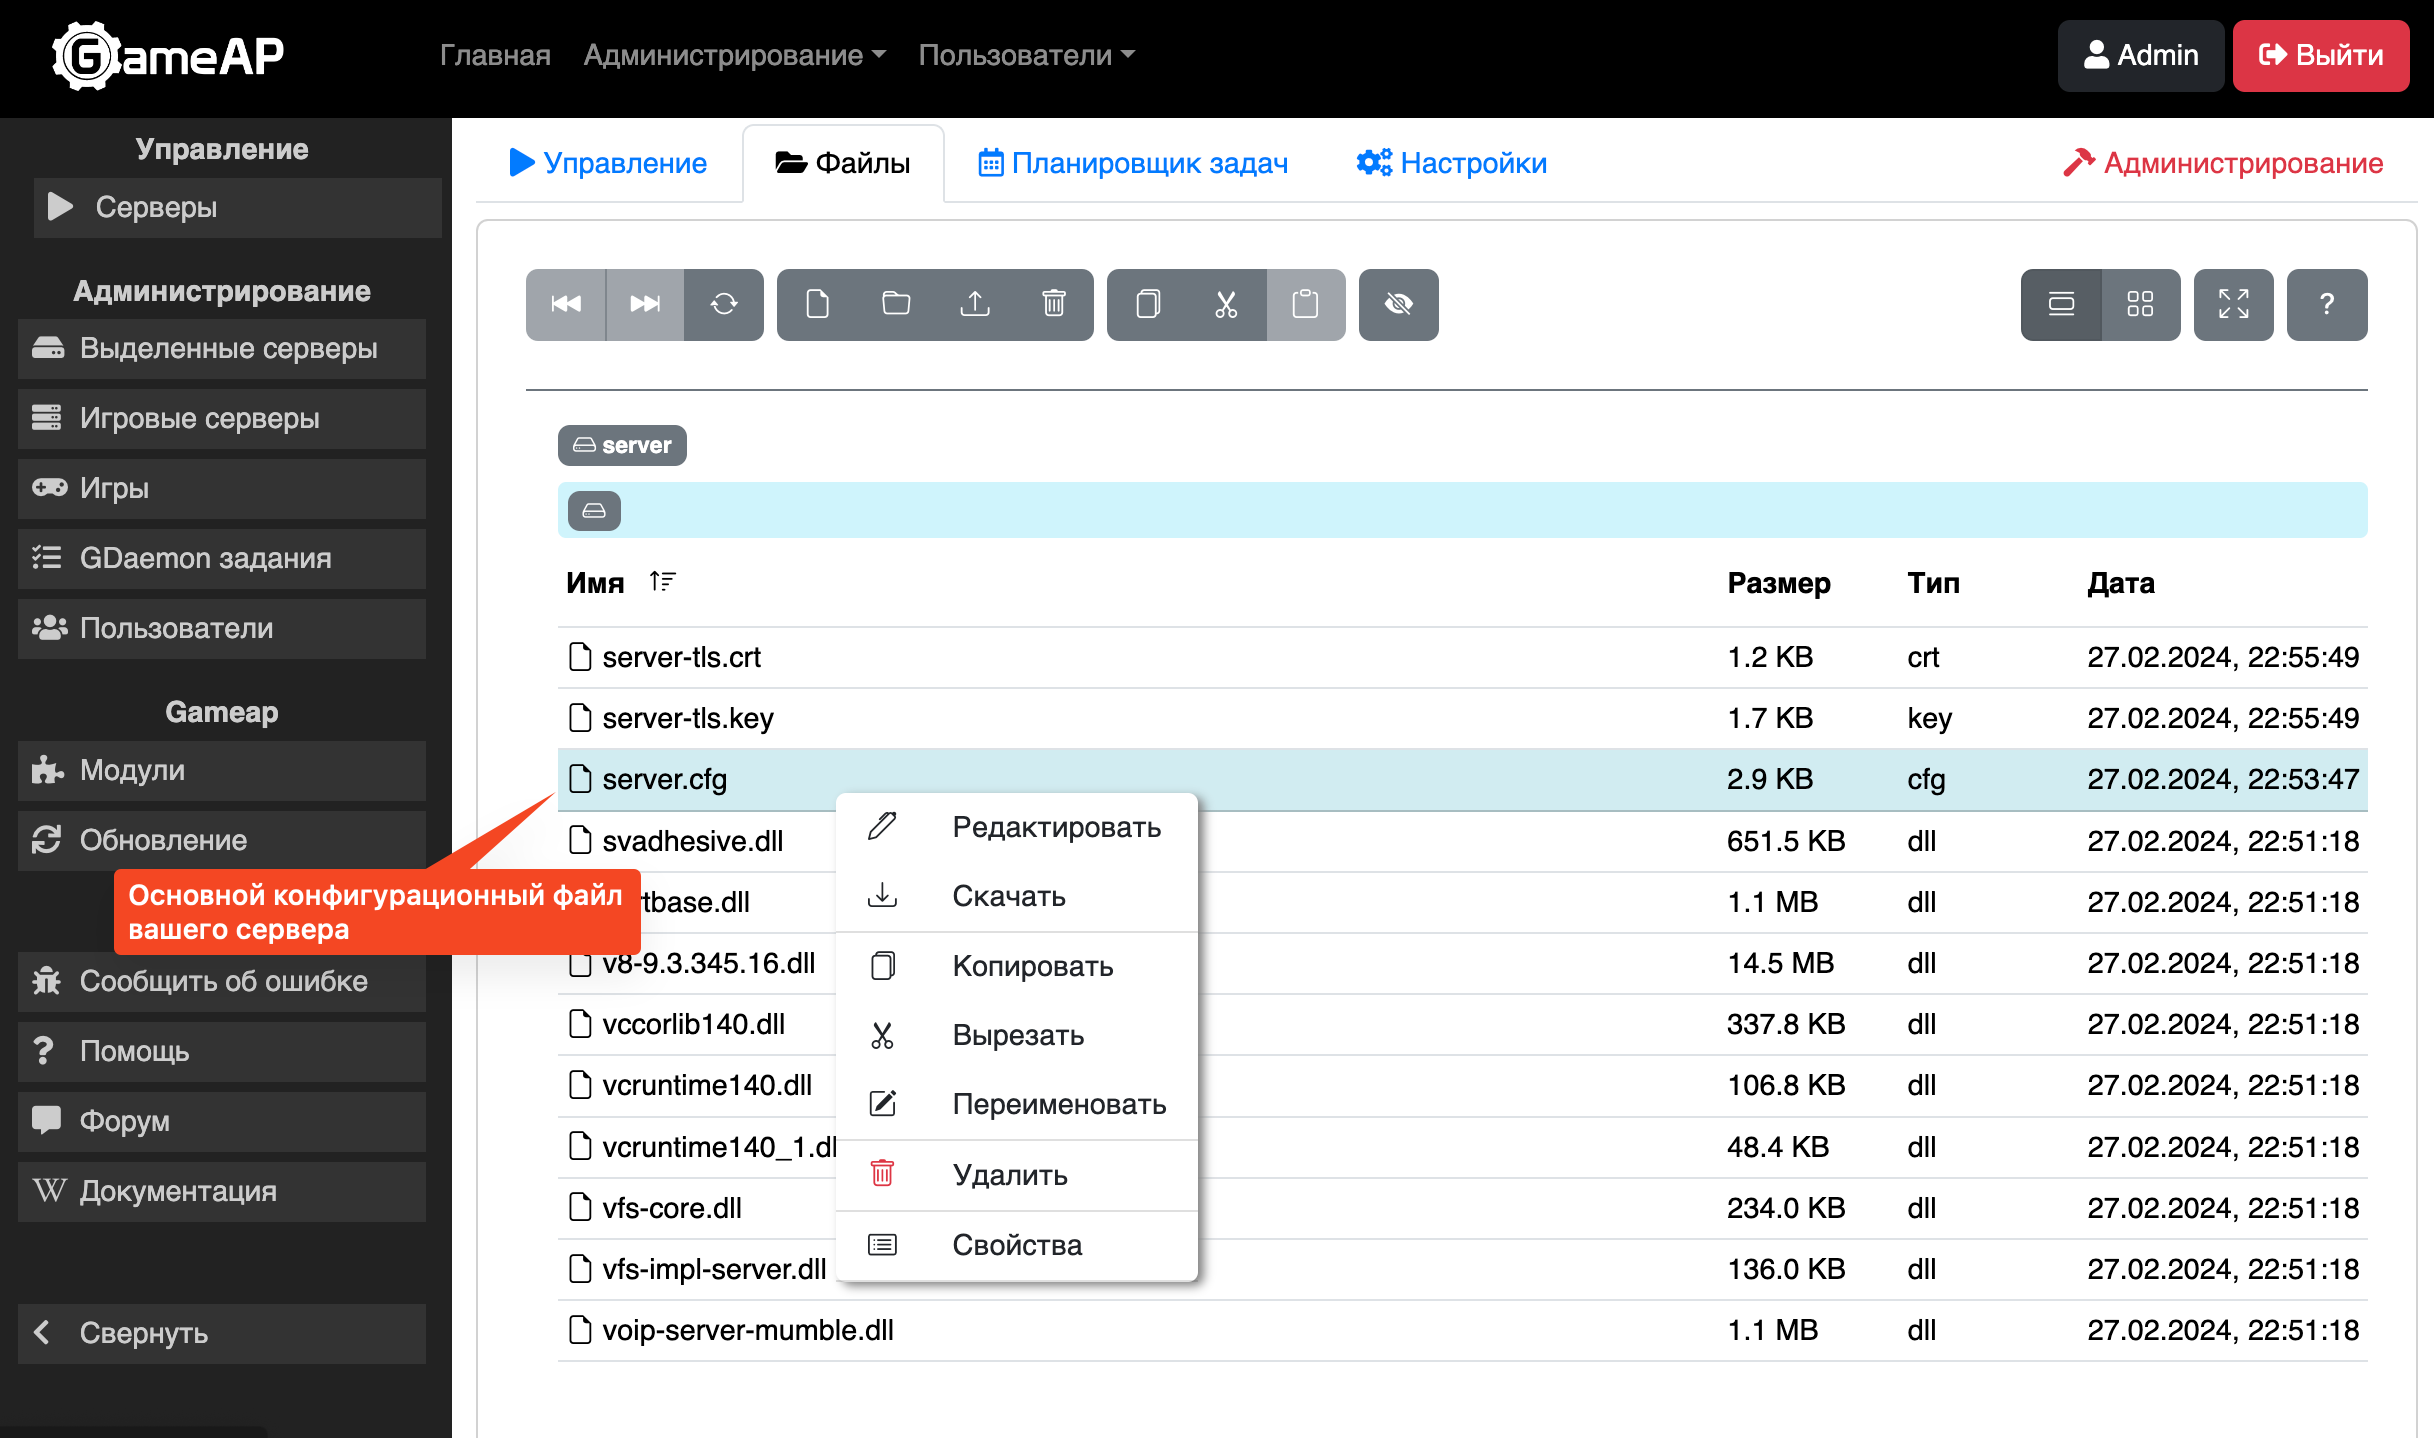 GameAP
Главная
Администрирование
Пользователи
Admin
Выйти
Управление
Серверы
Администрирование
Выделенные серверы
Игровые серверы
Игры
GDaemon задания
Пользователи
Gameap
Модули
Обновление
Основной конфигурационный файл
вашего сервера
Сообщить об ошибке
Помощь
Форум
Документация
Свернуть
Управление
Файлы
Планировщик задач
Настройки
Администрирование
?
server
Имя Размер Тип Дата
server-tls.crt 1.2 KB crt 27.02.2024, 22:55:49
server-tls.key 1.7 KB key 27.02.2024, 22:55:49
server.cfg 2.9 KB cfg 27.02.2024, 22:53:47
svadhesive.dll 651.5 KB dll 27.02.2024, 22:51:18
tbase.dll 1.1 MB dll 27.02.2024, 22:51:18
v8-9.3.345.16.dll 14.5 MB dll 27.02.2024, 22:51:18
vccorlib140.dll 337.8 KB dll 27.02.2024, 22:51:18
vcruntime140.dll 106.8 KB dll 27.02.2024, 22:51:18
vcruntime140_1.dl 48.4 KB dll 27.02.2024, 22:51:18
vfs-core.dll 234.0 KB dll 27.02.2024, 22:51:18
vfs-impl-server.dll 136.0 KB dll 27.02.2024, 22:51:18
voip-server-mumble.dll 1.1 MB dll 27.02.2024, 22:51:18
Редактировать
Скачать
Копировать
Вырезать
Переименовать
Удалить
Свойства